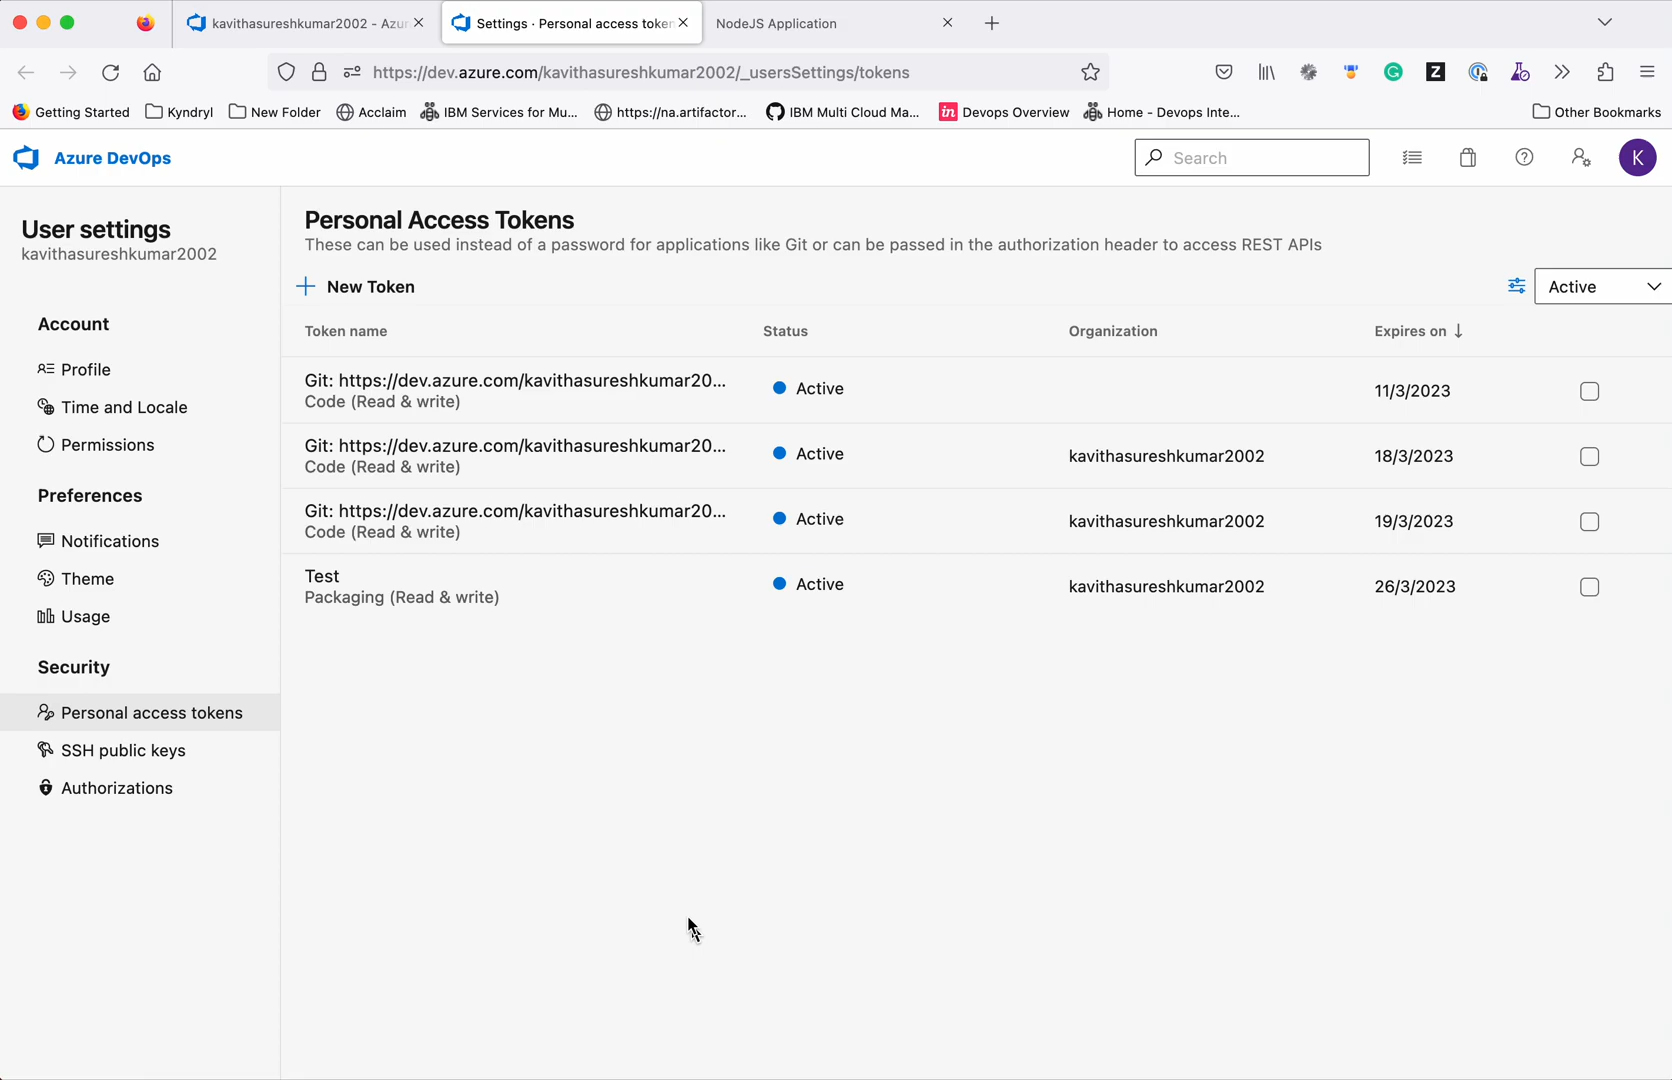 kavithasureshkumar2002 - Azur
Settings · Personal access token
NodeJS Application
https://dev.azure.com/kavithasureshkumar2002/_usersSettings/tokens
Getting Started
Kyndryl
New Folder
Acclaim
IBM Services for Mu...
https://na.artifactor...
IBM Multi Cloud Ma...
in
Devops Overview
Home - Devops Inte...
Other Bookmarks
Azure DevOps
Search
K
User settings
kavithasureshkumar2002
Account
Profile
Time and Locale
Permissions
Preferences
Notifications
Theme
Usage
Security
Personal access tokens
SSH public keys
Authorizations
Personal Access Tokens
These can be used instead of a password for applications like Git or can be passed in the authorization header to access REST APIs
New Token
Active
Token name Status Organization Expires on
Git: https://dev.azure.com/kavithasureshkumar20... Active 11/3/2023
Code (Read & write)
Git: https://dev.azure.com/kavithasureshkumar20... Active kavithasureshkumar2002 18/3/2023
Code (Read & write)
Git: https://dev.azure.com/kavithasureshkumar20... Active kavithasureshkumar2002 19/3/2023
Code (Read & write)
Test Active kavithasureshkumar2002 26/3/2023
Packaging (Read & write)